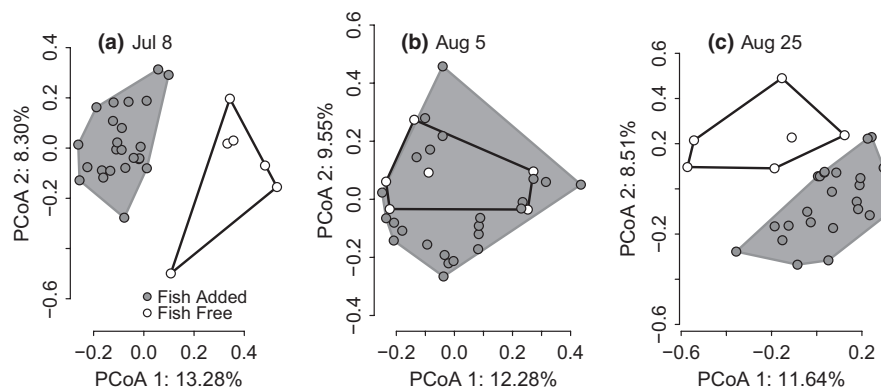 (a) Jul 8
(b) Aug 5
(c) Aug 25
PCoA 2: 8.30%
0.4
0.2
0.0
−0.2
−0.6
Fish Added
Fish Free
−0.2 0.0 0.2 0.4
PCoA 1: 13.28%
PCoA 2: 9.55%
0.6
0.4
0.2
0.0
−0.2
−0.4
−0.2 0.0 0.2 0.4
PCoA 1: 12.28%
PCoA 2: 8.51%
0.6
0.2
−0.2
−0.6
−0.6 −0.2 0.2
PCoA 1: 11.64%